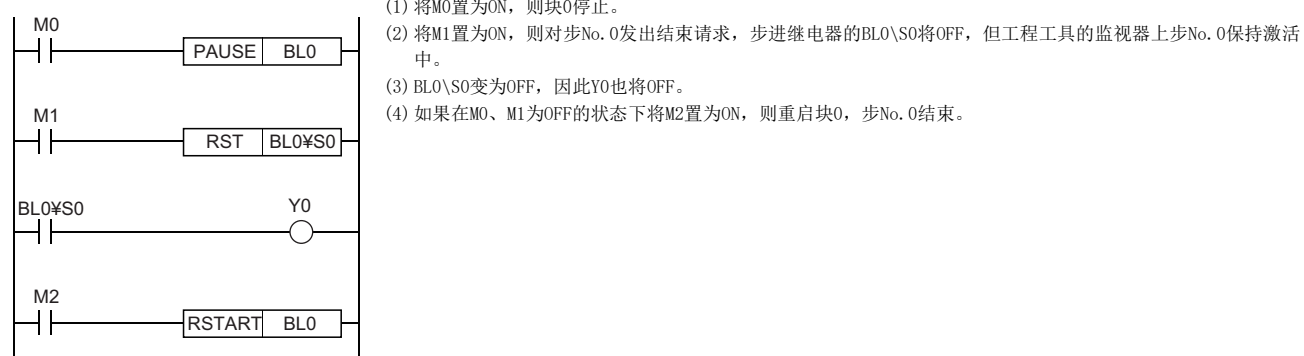 (1) 将M0置为ON，则块0停止。
(2) 将M1置为ON，则对步No.0发出结束请求，步进继电器的BL0\S0将OFF，但工程工具的监视器上步No.0保持激活
中。
(3) BL0\S0变为OFF，因此Y0也将OFF。
(4) 如果在M0、M1为OFF的状态下将M2置为ON，则重启块0，步No.0结束。
M0
PAUSE BL0
M1
RST BL0¥S0
BL0¥S0 Y0
M2
RSTART BL0